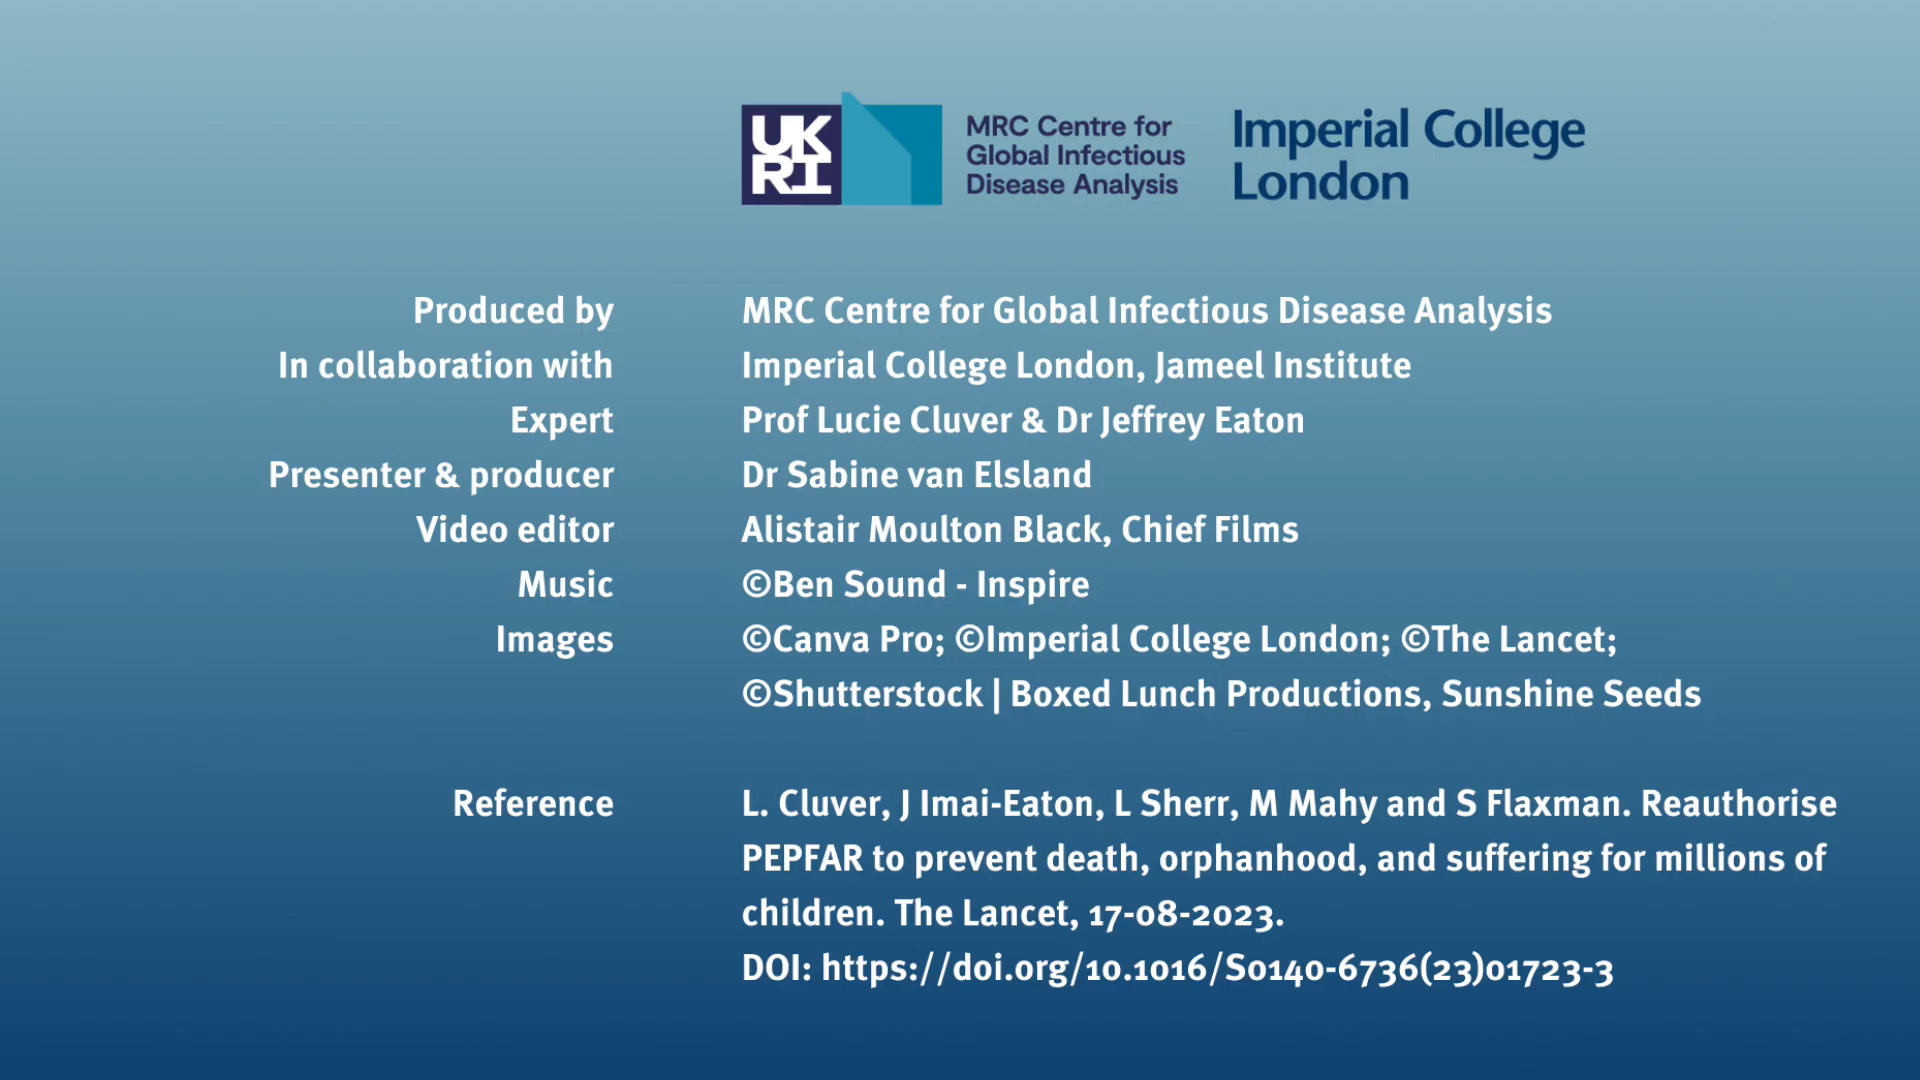 UK
RI
MRC Centre for
Global Infectious
Disease Analysis
Imperial College
London
Produced by MRC Centre for Global Infectious Disease Analysis
In collaboration with Imperial College London, Jameel Institute
Expert Prof Lucie Cluver & Dr Jeffrey Eaton
Presenter & producer Dr Sabine van Elsland
Video editor Alistair Moulton Black, Chief Films
Music ©Ben Sound - Inspire
Images ©Canva Pro; ©Imperial College London; ©The Lancet;
©Shutterstock | Boxed Lunch Productions, Sunshine Seeds
Reference L. Cluver, J Imai-Eaton, L Sherr, M Mahy and S Flaxman. Reauthorise
PEPFAR to prevent death, orphanhood, and suffering for millions of
children. The Lancet, 17-08-2023.
DOI: https://doi.org/10.1016/S0140-6736(23)01723-3